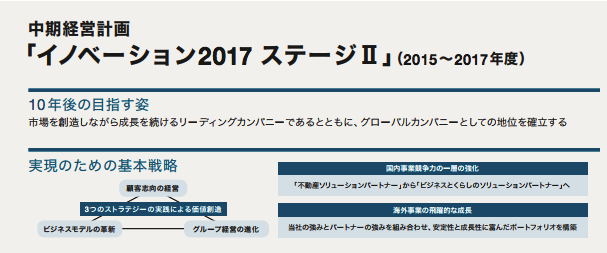 中期経営計画
「イノベーション2017 ステージⅡ」（2015～2017年度）
10年後の目指す姿
市場を創造しながら成長を続けるリーディングカンパニーであるとともに、グローバルカンパニーとしての地位を確立する
実現のための基本戦略
顧客志向の経営
3つのストラテジーの実践による価値創造
ビジネスモデルの革新
グループ経営の進化
国内事業競争力の一層の強化
「不動産ソリューションパートナー」から「ビジネスとくらしのソリューションパートナー」へ
海外事業の飛躍的な成長
当社の強みとパートナーの強みを組み合わせ、安定性と成長性に富んだポートフォリオを構築